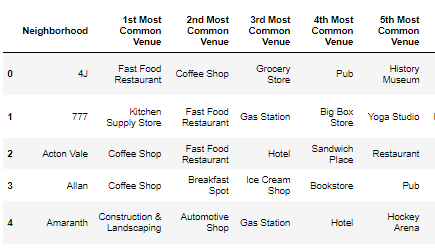 Neighborhood 1st Most Common Venue 2nd Most Common Venue 3rd Most Common Venue 4th Most Common Venue 5th Most Common Venue
0 4J Fast Food Restaurant Coffee Shop Grocery Store Pub History Museum
1 777 Kitchen Supply Store Fast Food Restaurant Gas Station Big Box Store Yoga Studio
2 Acton Vale Coffee Shop Fast Food Restaurant Hotel Sandwich Place Restaurant
3 Allan Coffee Shop Breakfast Spot Ice Cream Shop Bookstore Pub
4 Amaranth Construction & Landscaping Automotive Shop Gas Station Hotel Hockey Arena